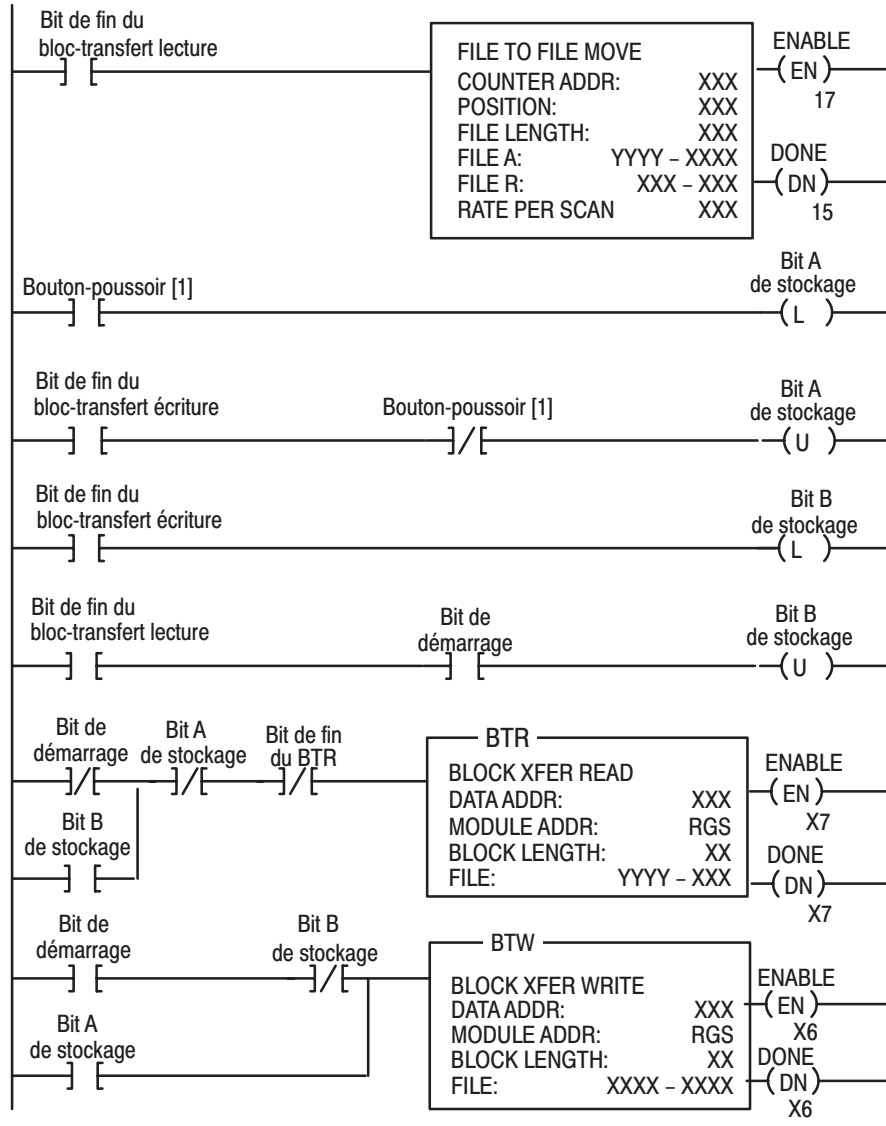 Bit de fin du
bloc-transfert lecture
FILE TO FILE MOVE
COUNTER ADDR: XXX
POSITION: XXX
FILE LENGTH: XXX
FILE A: YYYY – XXXX
FILE R: XXX – XXX
RATE PER SCAN XXX
ENABLE
EN
17
DONE
DN
15
Bouton-poussoir [1]
Bit A
de stockage
L
Bit de fin du
bloc-transfert écriture
Bouton-poussoir [1]
Bit A
de stockage
U
Bit de fin du
bloc-transfert écriture
Bit B
de stockage
L
Bit de fin du
bloc-transfert lecture
Bit de
démarrage
Bit B
de stockage
U
Bit de
démarrage
Bit A
de stockage
Bit de fin
du BTR
Bit B
de stockage
BTR
BLOCK XFER READ
DATA ADDR: XXX
MODULE ADDR: RGS
BLOCK LENGTH: XX
FILE: YYYY – XXX
ENABLE
EN
X7
DONE
DN
X7
Bit de
démarrage
Bit B
de stockage
Bit A
de stockage
BTW
BLOCK XFER WRITE
DATA ADDR: XXX
MODULE ADDR: RGS
BLOCK LENGTH: XX
FILE: XXXX – XXXX
ENABLE
EN
X6
DONE
DN
X6